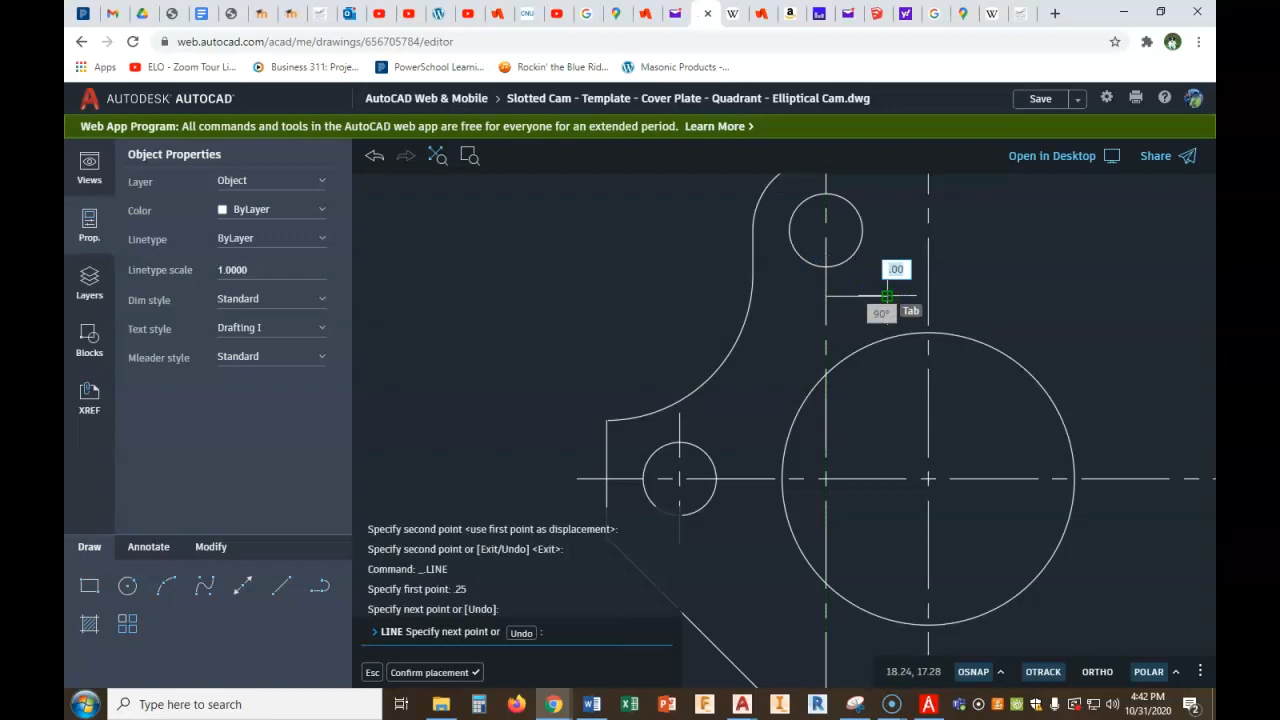 CNU
web.autocad.com/acad/me/drawings/656705784/editor
Apps
ELO - Zoom Tour Li...
Business 311: Proje...
PowerSchool Learni...
Rockin' the Blue Rid...
Masonic Products -...
AUTODESK® AUTOCAD®
AutoCAD Web & Mobile > Slotted Cam - Template - Cover Plate - Quadrant - Elliptical Cam.dwg
Save
Web App Program: All commands and tools in the AutoCAD web app are free for everyone for an extended period. Learn More >
Views
Prop.
Layers
Blocks
XREF
Object Properties
Layer Object
Color ByLayer
Linetype ByLayer
Linetype scale 1.0000
Dim style Standard
Text style Drafting I
Mleader style Standard
Open in Desktop
Share
.00
90°
Tab
Draw
Annotate
Modify
Specify second point <use first point as displacement>:
Specify second point or [Exit/Undo] <Exit>:
Command: _.LINE
Specify first point: .25
Specify next point or [Undo]:
> LINE Specify next point or Undo :
Esc
Confirm placement
18.24, 17.28
OSNAP
OTRACK
ORTHO
POLAR
Type here to search
4:42 PM
10/31/2020